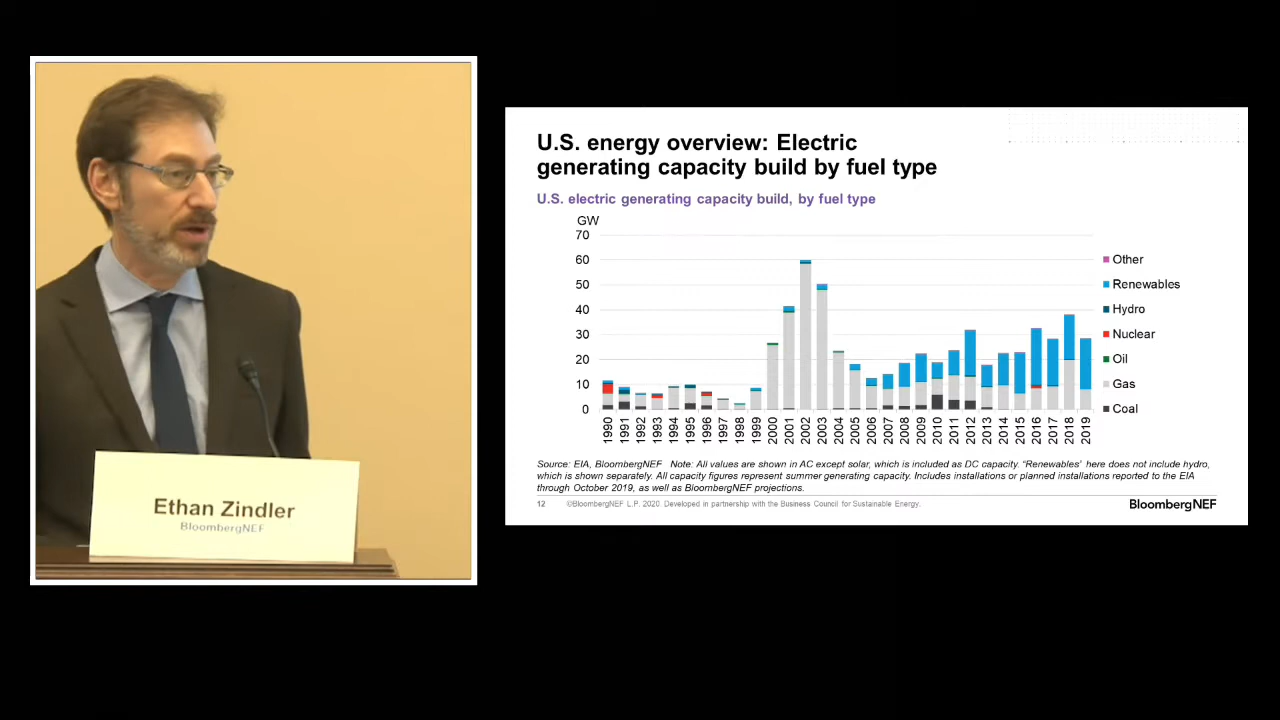 Ethan Zindler
BloombergNEF
U.S. energy overview: Electric
generating capacity build by fuel type
U.S. electric generating capacity build, by fuel type
GW
70
60
50
40
30
20
10
0
1990 1991 1992 1993 1994 1995 1996 1997 1998 1999 2000 2001 2002 2003 2004 2005 2006 2007 2008 2009 2010 2011 2012 2013 2014 2015 2016 2017 2018 2019
Other
Renewables
Hydro
Nuclear
Oil
Gas
Coal
Source: EIA, BloombergNEF Note: All values are shown in AC except solar, which is included as DC capacity. "Renewables' here does not include hydro,
which is shown separately. All capacity figures represent summer generating capacity. Includes installations or planned installations reported to the EIA
through October 2019, as well as BloombergNEF projections.
12 ©BloombergNEF L.P. 2020. Developed in partnership with the Business Council for Sustainable Energy.
BloombergNEF